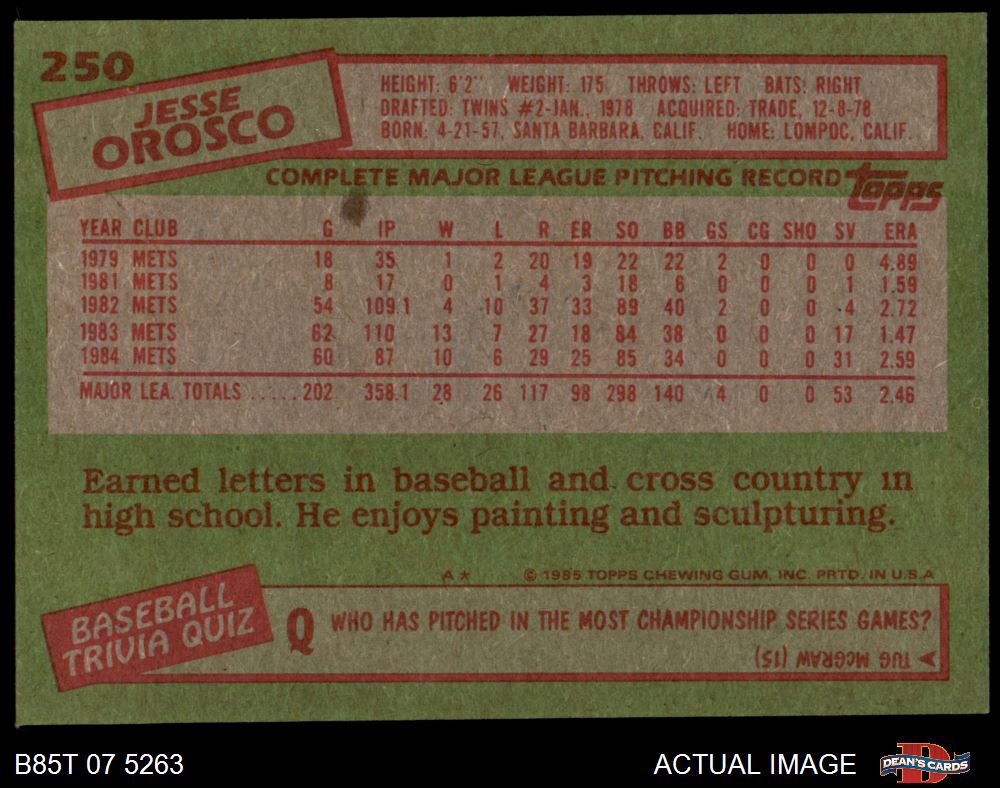 250
JESSE
OROSCO
HEIGHT: 6'2" WEIGHT: 175 THROWS: LEFT BATS: RIGHT
DRAFTED: TWINS #2-JAN., 1978 ACQUIRED: TRADE, 12-8-78
BORN: 4-21-57, SANTA BARBARA, CALIF. HOME: LOMPOC, CALIF.
COMPLETE MAJOR LEAGUE PITCHING RECORD topps
YEAR CLUB G IP W L R ER SO BB GS CG SHO SV ERA
1979 METS 18 35 1 2 20 19 22 22 2 0 0 0 4.89
1981 METS 8 17 0 1 4 3 18 6 0 0 0 1 1.59
1982 METS 54 109.1 4 10 37 33 89 40 2 0 0 4 2.72
1983 METS 62 110 13 7 27 18 84 38 0 0 0 17 1.47
1984 METS 60 87 10 6 29 25 85 34 0 0 0 31 2.59
MAJOR LEA. TOTALS .....202 358.1 28 26 117 98 298 140 4 0 0 53 2.46
Earned letters in baseball and cross country in
high school. He enjoys painting and sculpturing.
A* © 1985 TOPPS CHEWING GUM, INC. PRTD. IN U.S.A
BASEBALL
TRIVIA QUIZ
Q WHO HAS PITCHED IN THE MOST CHAMPIONSHIP SERIES GAMES?
TUG McGRAW (15)
B85T 07 5263 ACTUAL IMAGE DEAN'S CARDS